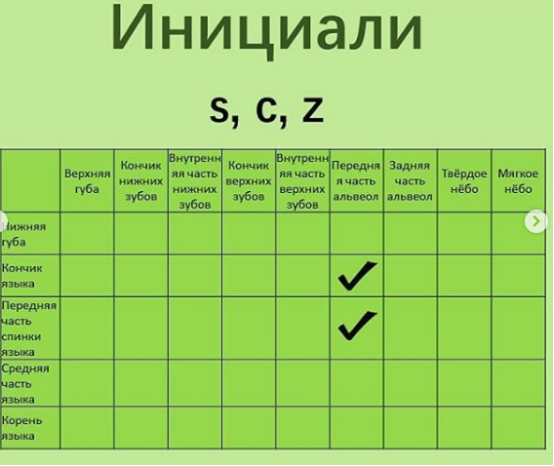 Инициали
s, c, z
Верхняя губа
Кончик нижних зубов
Внутренняя часть нижних зубов
Кончик верхних зубов
Внутренняя часть верхних зубов
Передняя часть альвеол
Задняя часть альвеол
Твёрдое нёбо
Мягкое нёбо
Нижняя губа
Кончик языка
Передняя часть спинки языка
Средняя часть языка
Корень языка